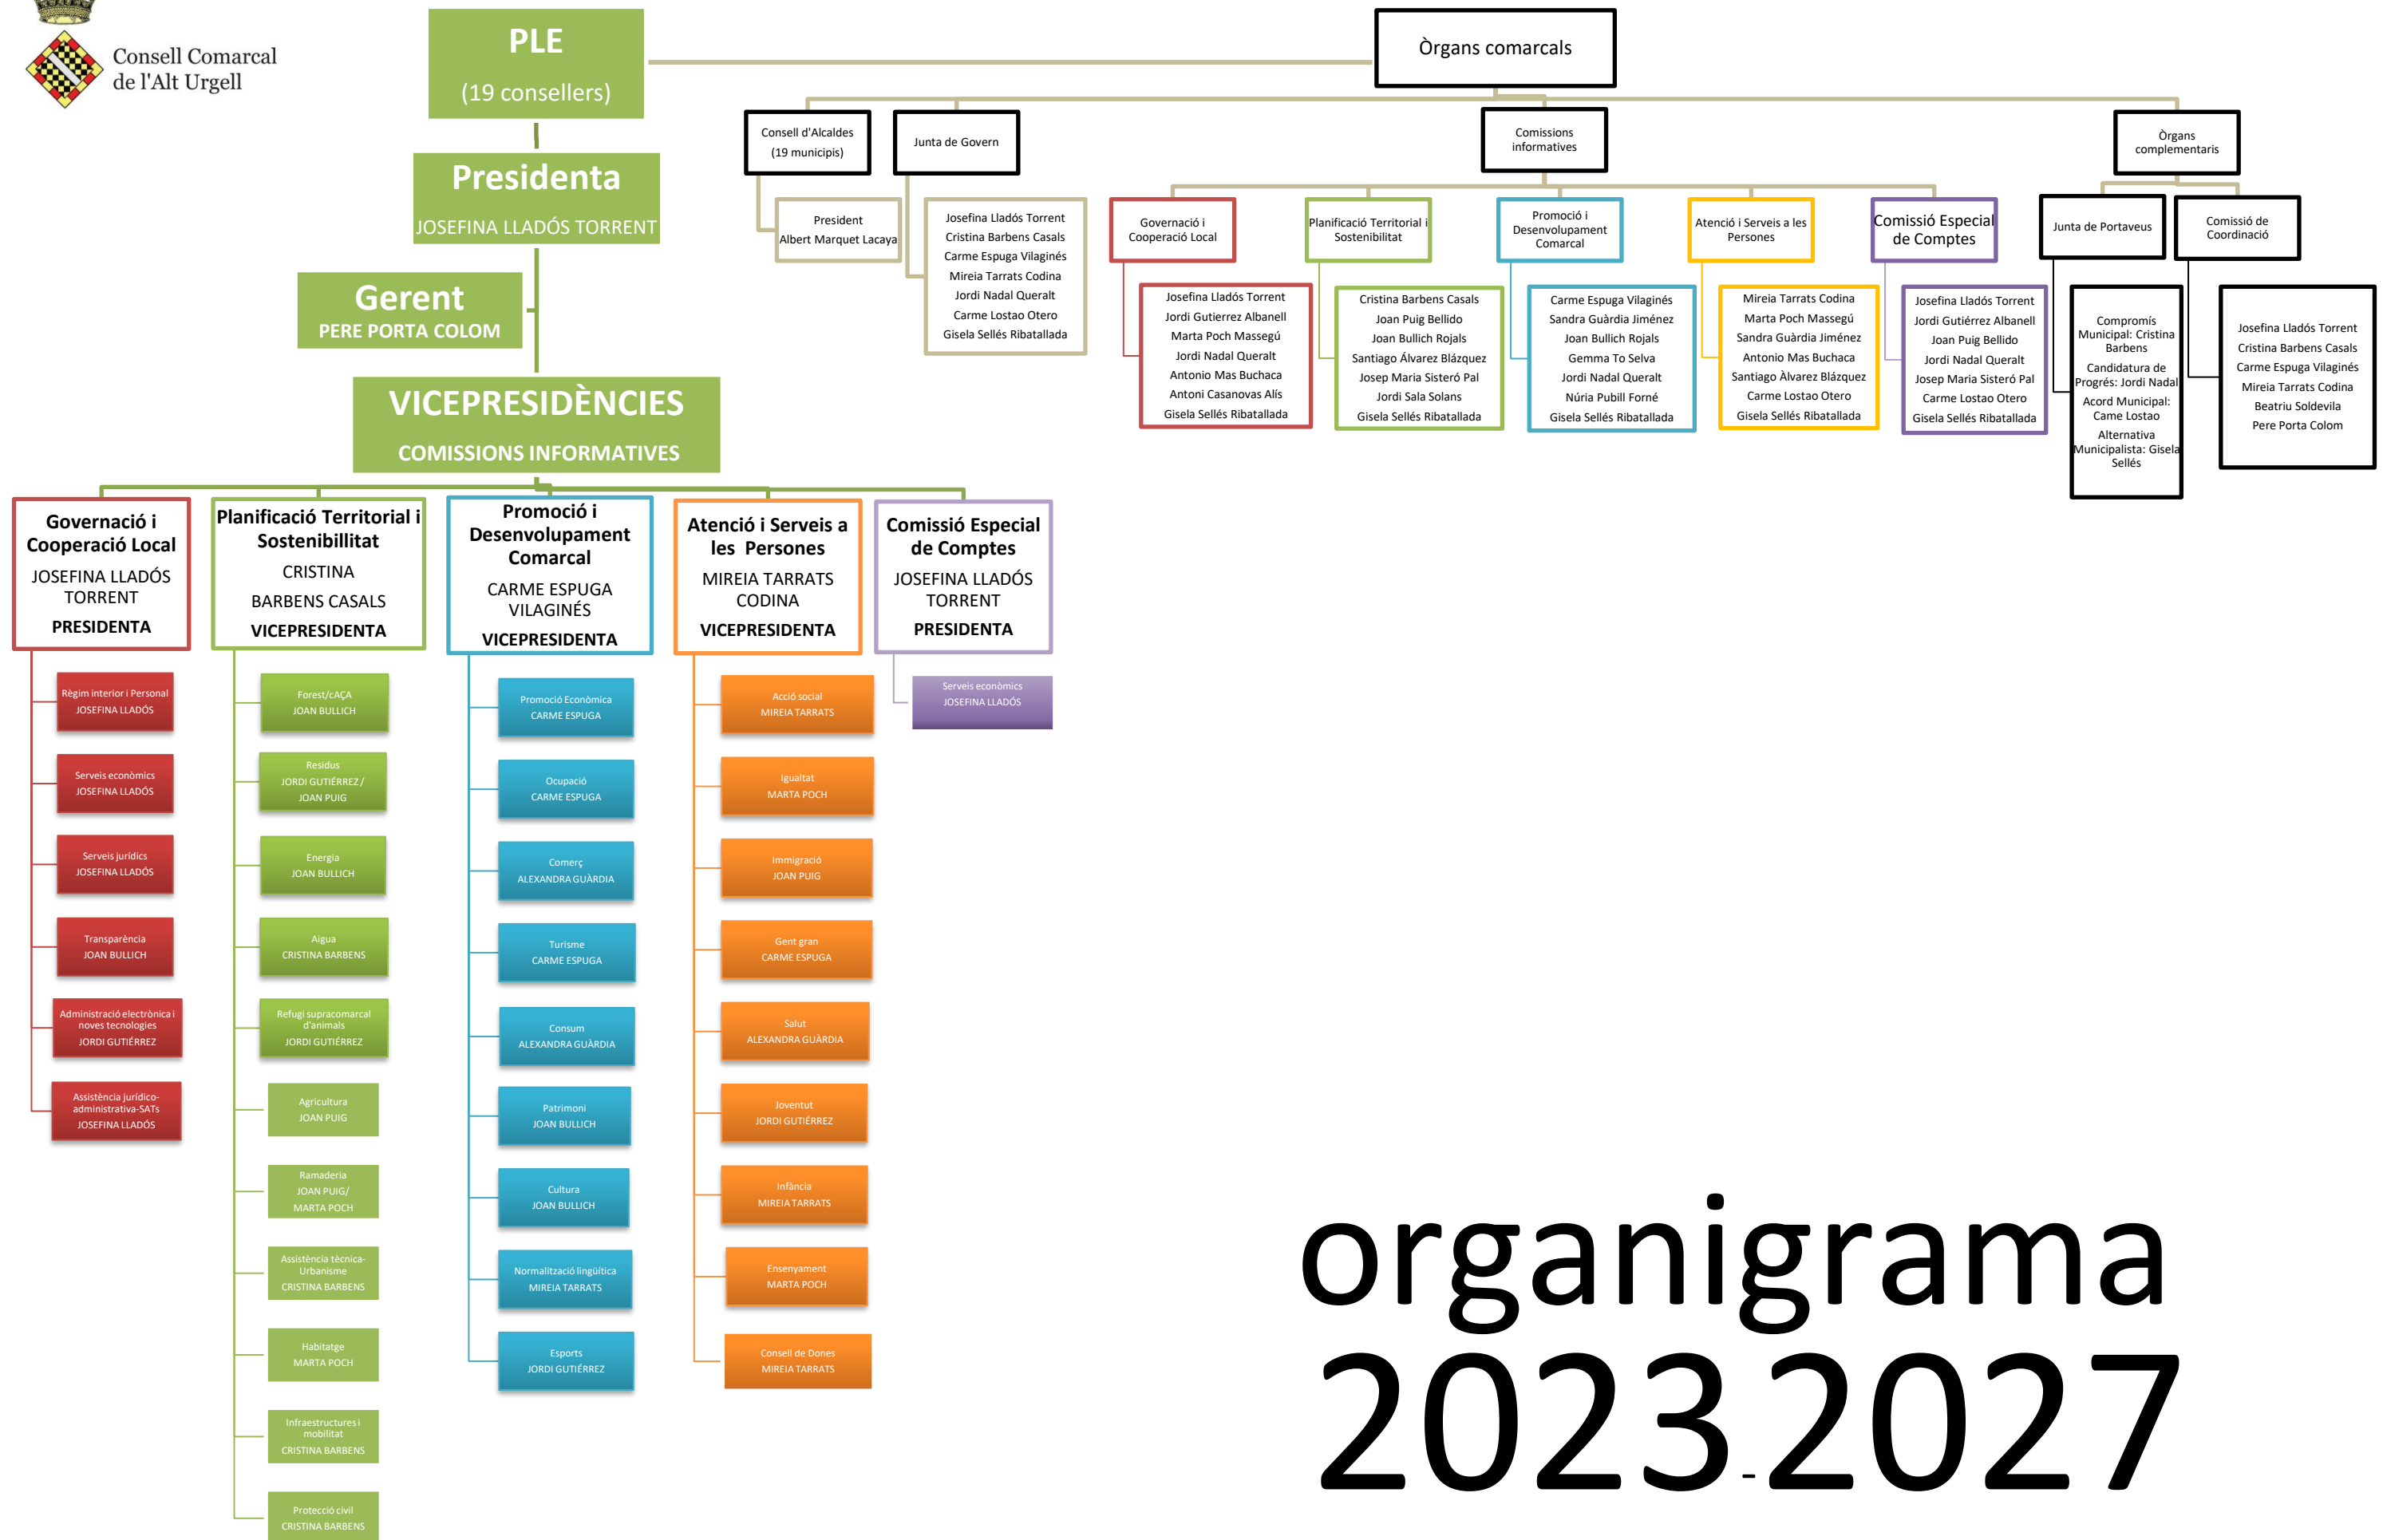 Consell Comarcal
de l'Alt Urgell
PLE
(19 consellers)
Presidenta
JOSEFINA LLADÓS TORRENT
Gerent
PERE PORTA COLOM
VICEPRESIDÈNCIES
COMISSIONS INFORMATIVES
Òrgans comarcals
Consell d'Alcaldes
(19 municipis)
President
Albert Marquet Lacaya
Junta de Govern
Josefina Lladós Torrent
Cristina Barbens Casals
Carme Espuga Vilaginés
Mireia Tarrats Codina
Jordi Nadal Queralt
Carme Lostao Otero
Gisela Sellés Ribatallada
Comissions
informatives
Governació i
Cooperació Local
Josefina Lladós Torrent
Jordi Gutierrez Albanell
Marta Poch Massegú
Jordi Nadal Queralt
Antonio Mas Buchaca
Antoni Casanovas Alís
Gisela Sellés Ribatallada
Planificació Territorial i
Sostenibilitat
Cristina Barbens Casals
Joan Puig Bellido
Joan Bullich Rojals
Santiago Álvarez Blázquez
Josep Maria Sisteró Pal
Jordi Sala Solans
Gisela Sellés Ribatallada
Promoció i
Desenvolupament
Comarcal
Carme Espuga Vilaginés
Sandra Guàrdia Jiménez
Joan Bullich Rojals
Gemma To Selva
Jordi Nadal Queralt
Núria Pubill Forné
Gisela Sellés Ribatallada
Atenció i Serveis a les
Persones
Mireia Tarrats Codina
Marta Poch Massegú
Sandra Guàrdia Jiménez
Antonio Mas Buchaca
Santiago Àlvarez Blázquez
Carme Lostao Otero
Gisela Sellés Ribatallada
Comissió Especial
de Comptes
Josefina Lladós Torrent
Jordi Gutiérrez Albanell
Joan Puig Bellido
Jordi Nadal Queralt
Josep Maria Sisteró Pal
Carme Lostao Otero
Gisela Sellés Ribatallada
Òrgans
complementaris
Junta de Portaveus
Compromís
Municipal: Cristina
Barbens
Candidatura de
Progrés: Jordi Nadal
Acord Municipal:
Came Lostao
Alternativa
Municipalista: Gisela
Sellés
Comissió de
Coordinació
Josefina Lladós Torrent
Cristina Barbens Casals
Carme Espuga Vilaginés
Mireia Tarrats Codina
Beatriu Soldevila
Pere Porta Colom
Governació i
Cooperació Local
JOSEFINA LLADÓS
TORRENT
PRESIDENTA
Règim interior i Personal
JOSEFINA LLADÓS
Serveis econòmics
JOSEFINA LLADÓS
Serveis jurídics
JOSEFINA LLADÓS
Transparència
JOAN BULLICH
Administració electrònica i
noves tecnologies
JORDI GUTIÉRREZ
Assistència jurídico-
administrativa-SATs
JOSEFINA LLADÓS
Planificació Territorial i
Sostenibillitat
CRISTINA
BARBENS CASALS
VICEPRESIDENTA
Forest/cAÇA
JOAN BULLICH
Residus
JORDI GUTIÉRREZ /
JOAN PUIG
Energia
JOAN BULLICH
Aigua
CRISTINA BARBENS
Refugi supracomarcal
d'animals
JORDI GUTIÉRREZ
Agricultura
JOAN PUIG
Ramaderia
JOAN PUIG/
MARTA POCH
Assistència tècnica-
Urbanisme
CRISTINA BARBENS
Habitatge
MARTA POCH
Infraestructures i
mobilitat
CRISTINA BARBENS
Protecció civil
CRISTINA BARBENS
Promoció i
Desenvolupament
Comarcal
CARME ESPUGA
VILAGINÉS
VICEPRESIDENTA
Promoció Econòmica
CARME ESPUGA
Ocupació
CARME ESPUGA
Comerç
ALEXANDRA GUÀRDIA
Turisme
CARME ESPUGA
Consum
ALEXANDRA GUÀRDIA
Patrimoni
JOAN BULLICH
Cultura
JOAN BULLICH
Normalització lingüítica
MIREIA TARRATS
Esports
JORDI GUTIÉRREZ
Atenció i Serveis a
les Persones
MIREIA TARRATS
CODINA
VICEPRESIDENTA
Acció social
MIREIA TARRATS
Igualtat
MARTA POCH
Immigració
JOAN PUIG
Gent gran
CARME ESPUGA
Salut
ALEXANDRA GUÀRDIA
Joventut
JORDI GUTIÉRREZ
Infància
MIREIA TARRATS
Ensenyament
MARTA POCH
Consell de Dones
MIREIA TARRATS
Comissió Especial
de Comptes
JOSEFINA LLADÓS
TORRENT
PRESIDENTA
Serveis econòmics
JOSEFINA LLADÓS
organigrama
2023-2027